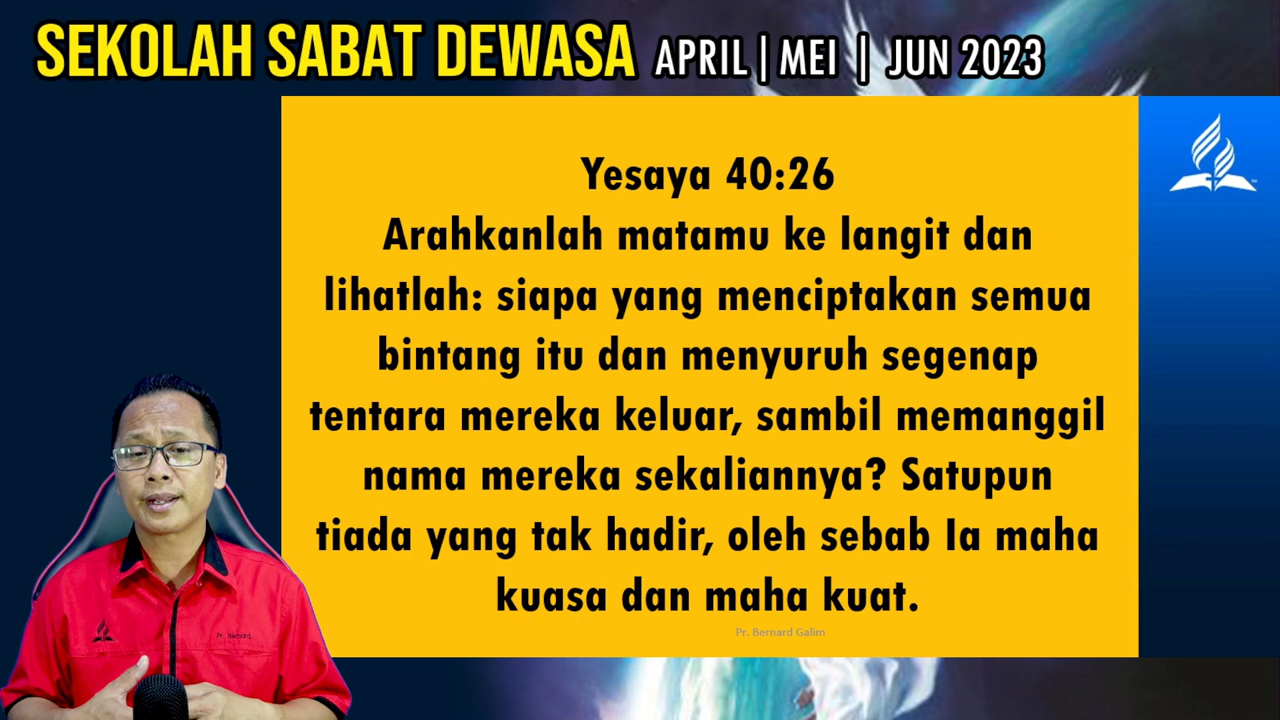 SEKOLAH SABAT DEWASA APRIL | MEI | JUN 2023
Yesaya 40:26
Arahkanlah matamu ke langit dan
lihatlah: siapa yang menciptakan semua
bintang itu dan menyuruh segenap
tentara mereka keluar, sambil memanggil
nama mereka sekaliannya? Satupun
tiada yang tak hadir, oleh sebab Ia maha
kuasa dan maha kuat.
Pr. Bernard Galim
Pr. Bernard